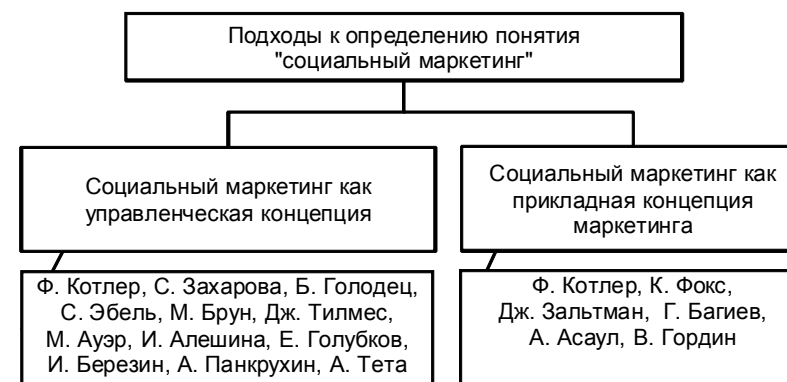 Подходы к определению понятия
"социальный маркетинг"
Социальный маркетинг как
управленческая концепция
Социальный маркетинг как
прикладная концепция
маркетинга
Ф. Котлер, С. Захарова, Б. Голодец,
С. Эбель, М. Брун, Дж. Тилмес,
М. Ауэр, И. Алешина, Е. Голубков,
И. Березин, А. Панкрухин, А. Тета
Ф. Котлер, К. Фокс,
Дж. Зальтман, Г. Багиев,
А. Асаул, В. Гордин